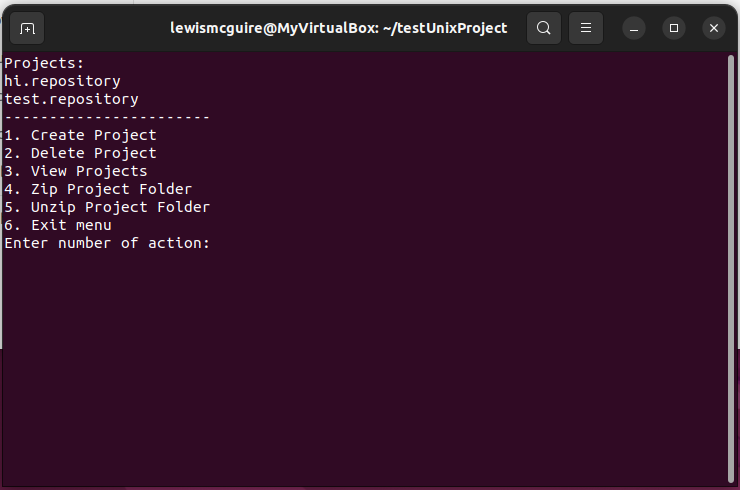 lewismcguire@MyVirtualBox: ~/testUnixProject
Projects:
hi.repository
test.repository
-----------------------
1. Create Project
2. Delete Project
3. View Projects
4. Zip Project Folder
5. Unzip Project Folder
6. Exit menu
Enter number of action: